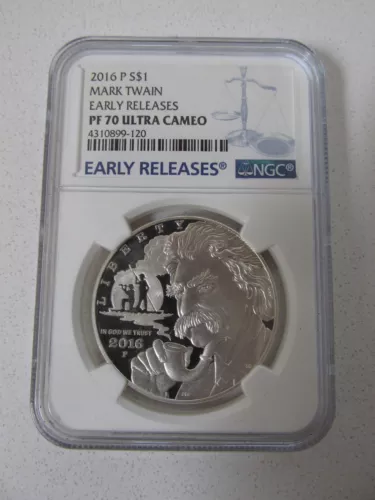 2016 P S$1
MARK TWAIN
EARLY RELEASES
PF 70 ULTRA CAMEO
4310899-120
EARLY RELEASES®
NGC®
LIBERTY
IN GOD WE TRUST
2016
P